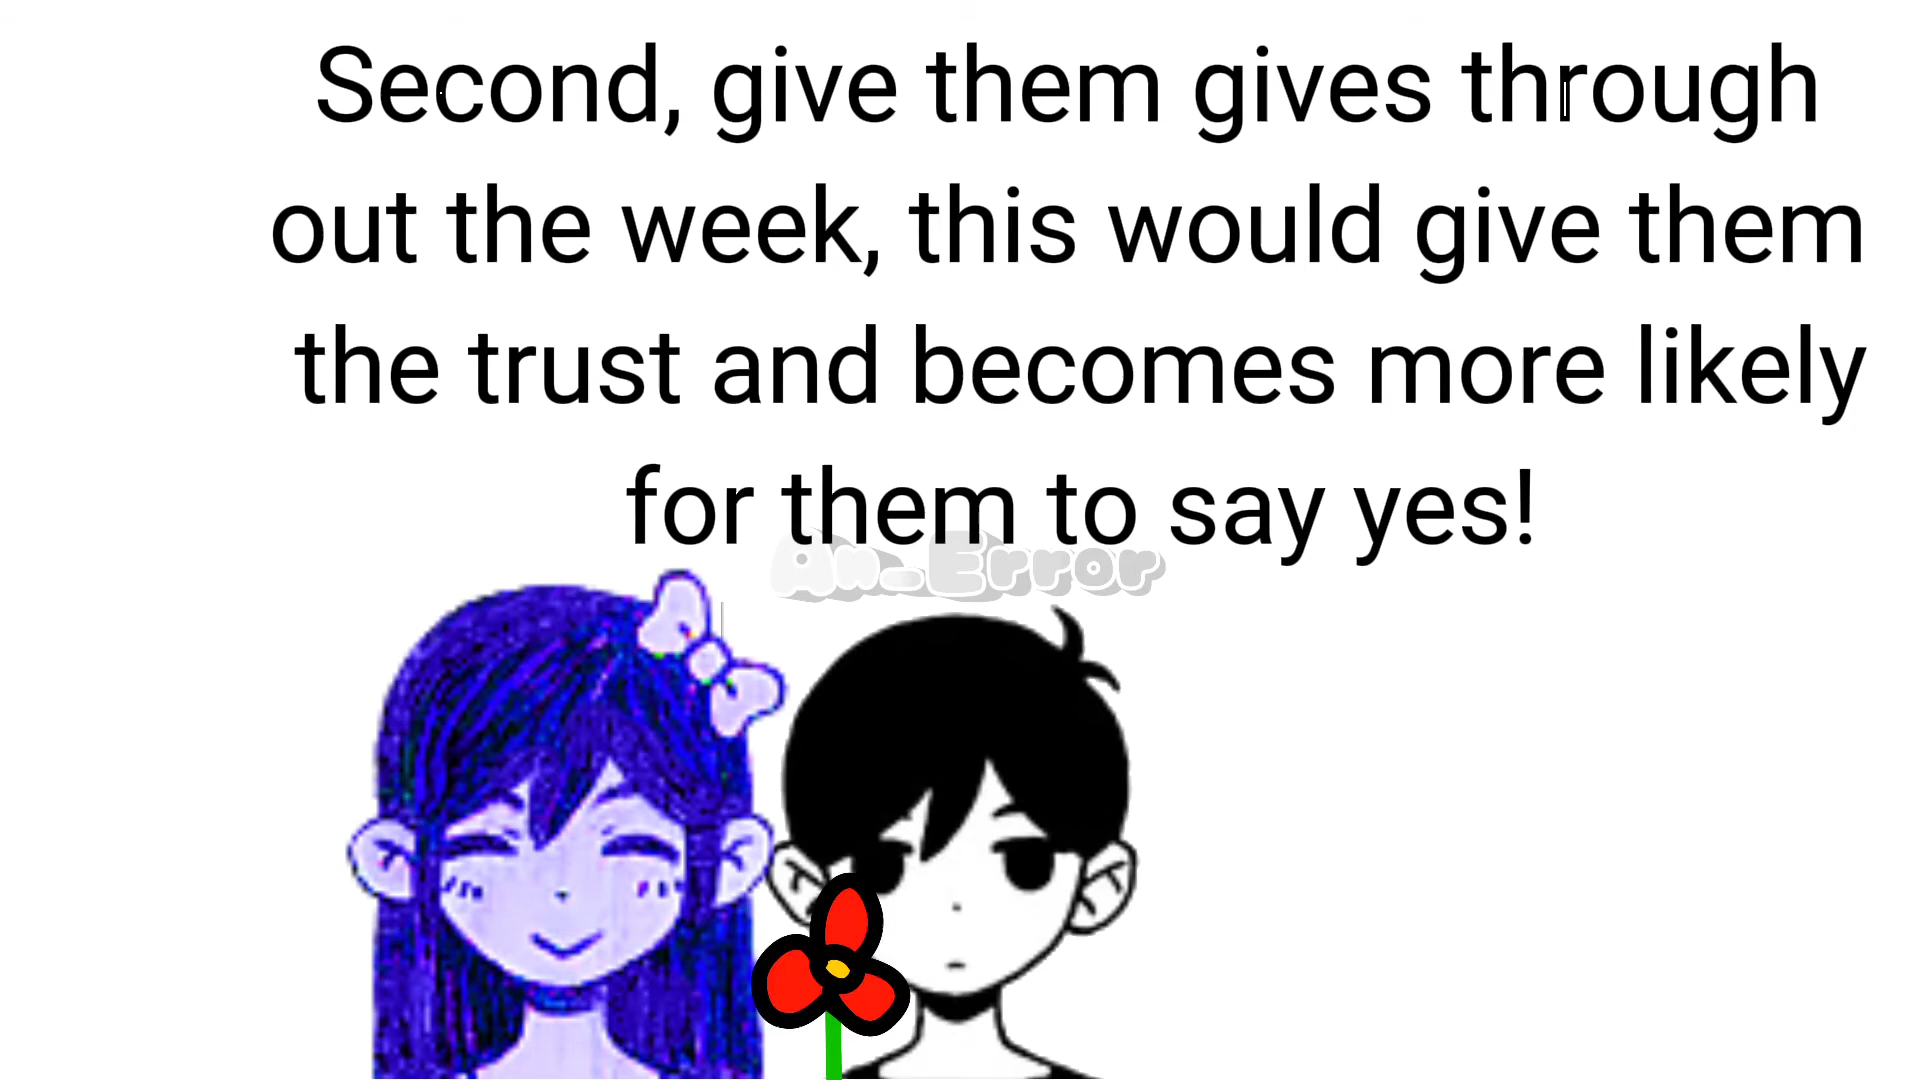 Second, give them gives through
out the week, this would give them
the trust and becomes more likely
for them to say yes!
An_Error